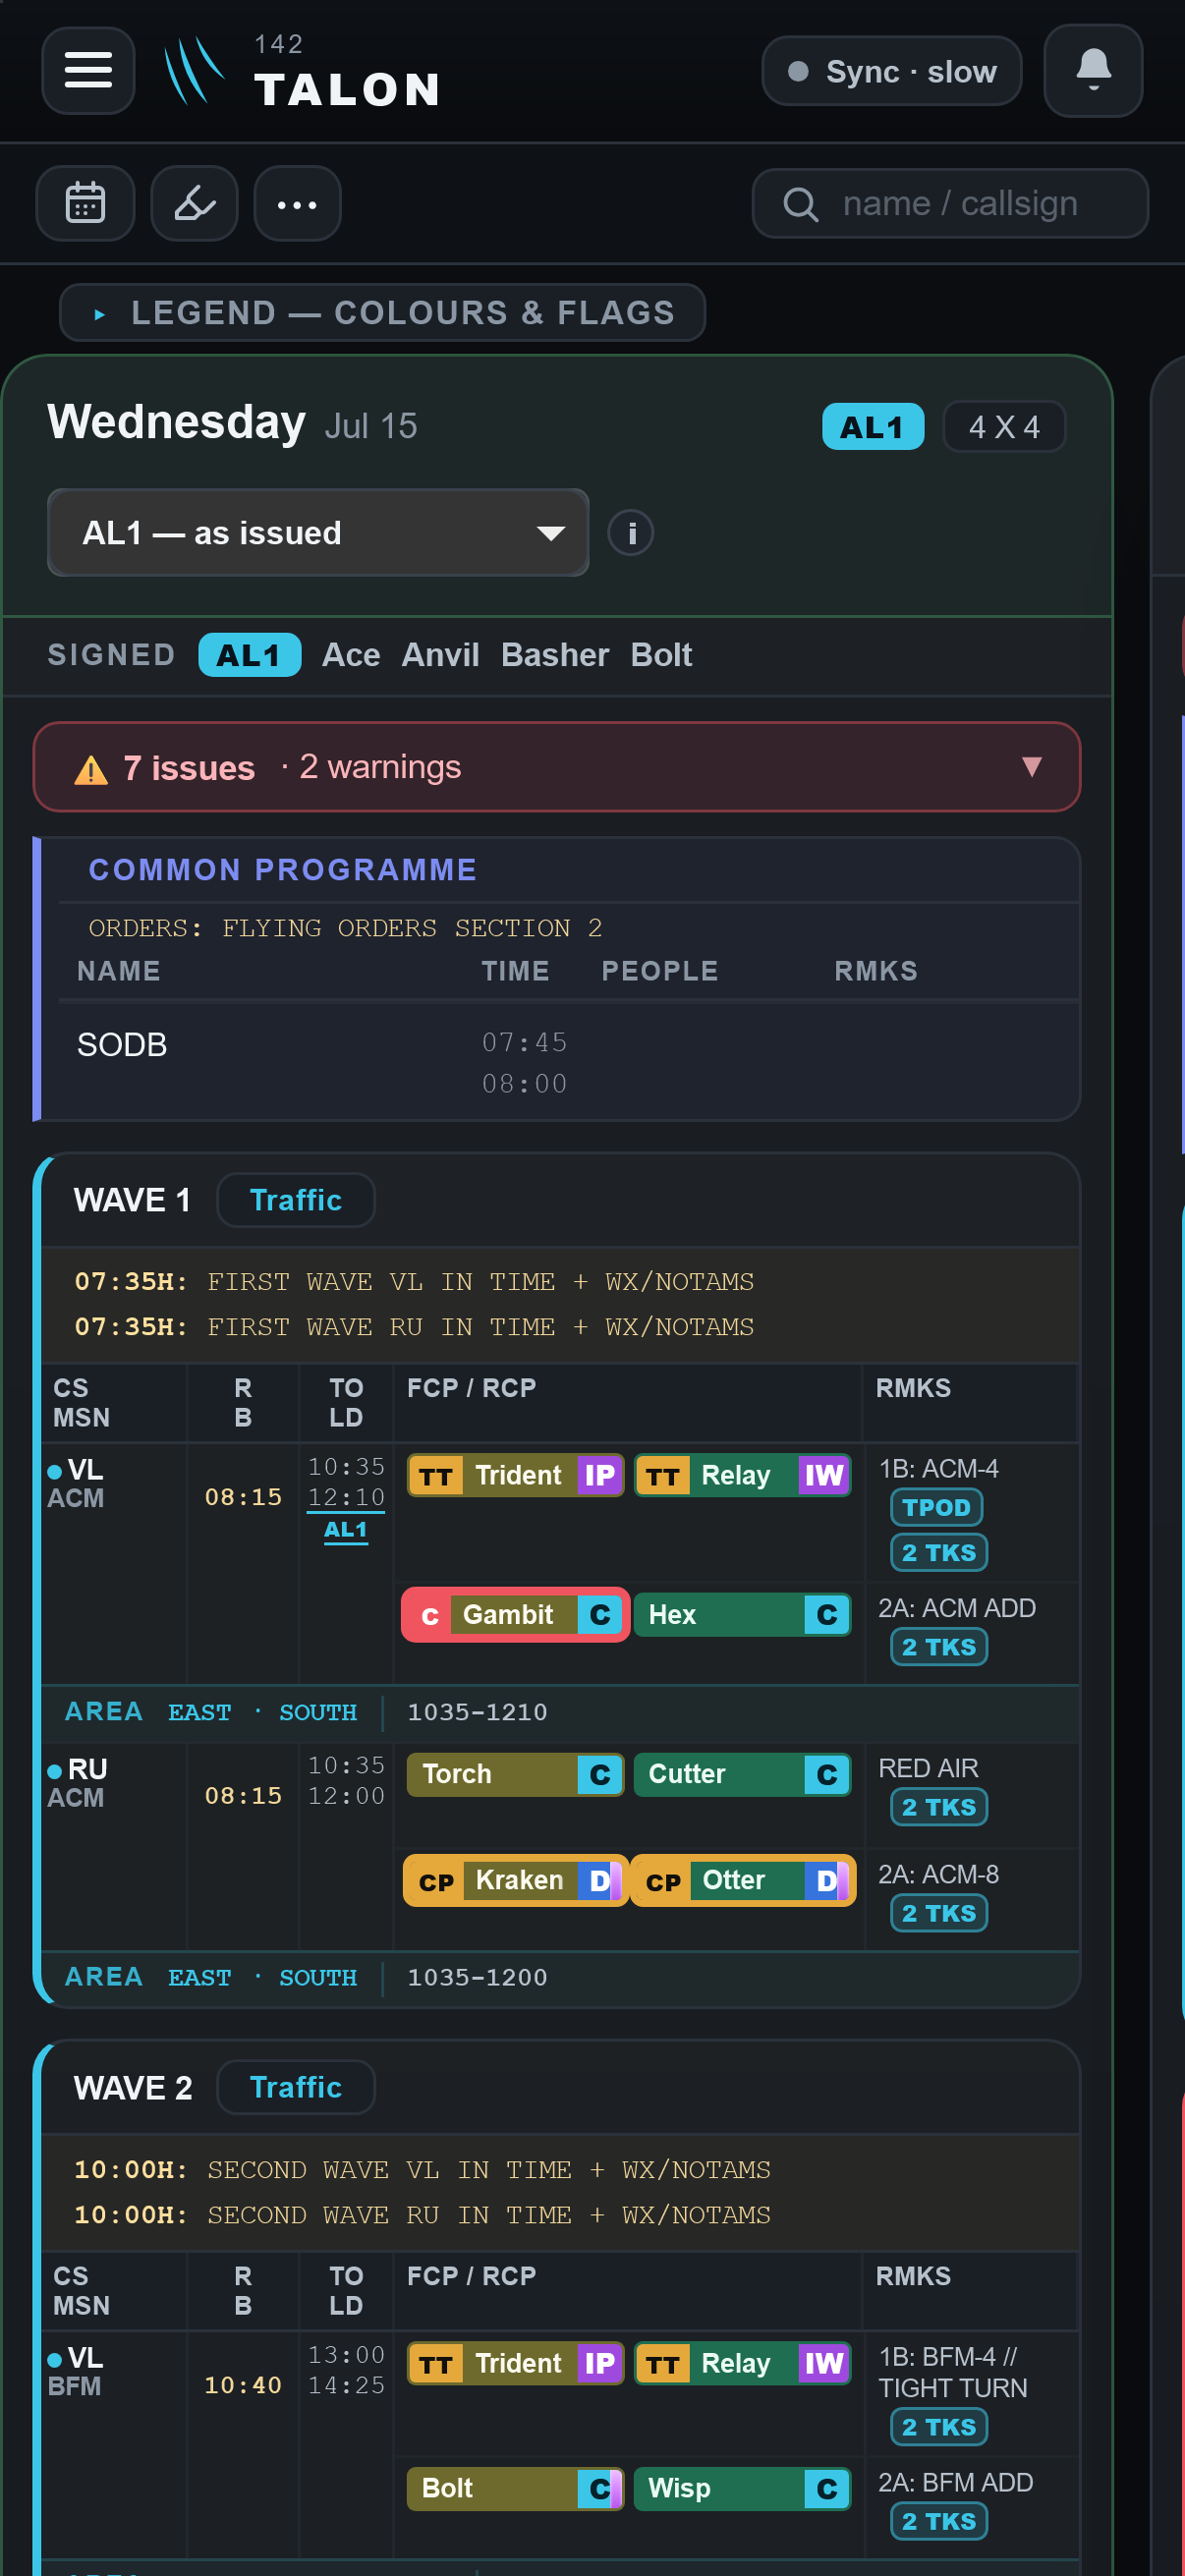 142
TALON
Sync · slow
name / callsign
LEGEND — COLOURS & FLAGS
Wednesday Jul 15 AL1 4 X 4
AL1 — as issued i
SIGNED AL1 Ace Anvil Basher Bolt
7 issues · 2 warnings
COMMON PROGRAMME
ORDERS: FLYING ORDERS SECTION 2
NAME TIME PEOPLE RMKS
SODB 07:45
08:00
WAVE 1 Traffic
07:35H: FIRST WAVE VL IN TIME + WX/NOTAMS
07:35H: FIRST WAVE RU IN TIME + WX/NOTAMS
CS R TO FCP / RCP RMKS
MSN B LD
VL 10:35 TT Trident IP TT Relay IW 1B: ACM-4
ACM 08:15 12:10 TPOD
AL1 2 TKS
C Gambit C Hex C 2A: ACM ADD
2 TKS
AREA EAST · SOUTH 1035-1210
RU 10:35 Torch C Cutter C RED AIR
ACM 08:15 12:00 2 TKS
CP Kraken D CP Otter D 2A: ACM-8
2 TKS
AREA EAST · SOUTH 1035-1200
WAVE 2 Traffic
10:00H: SECOND WAVE VL IN TIME + WX/NOTAMS
10:00H: SECOND WAVE RU IN TIME + WX/NOTAMS
CS R TO FCP / RCP RMKS
MSN B LD
VL 13:00 TT Trident IP TT Relay IW 1B: BFM-4 //
BFM 10:40 14:25 TIGHT TURN
2 TKS
Bolt C Wisp C 2A: BFM ADD
2 TKS